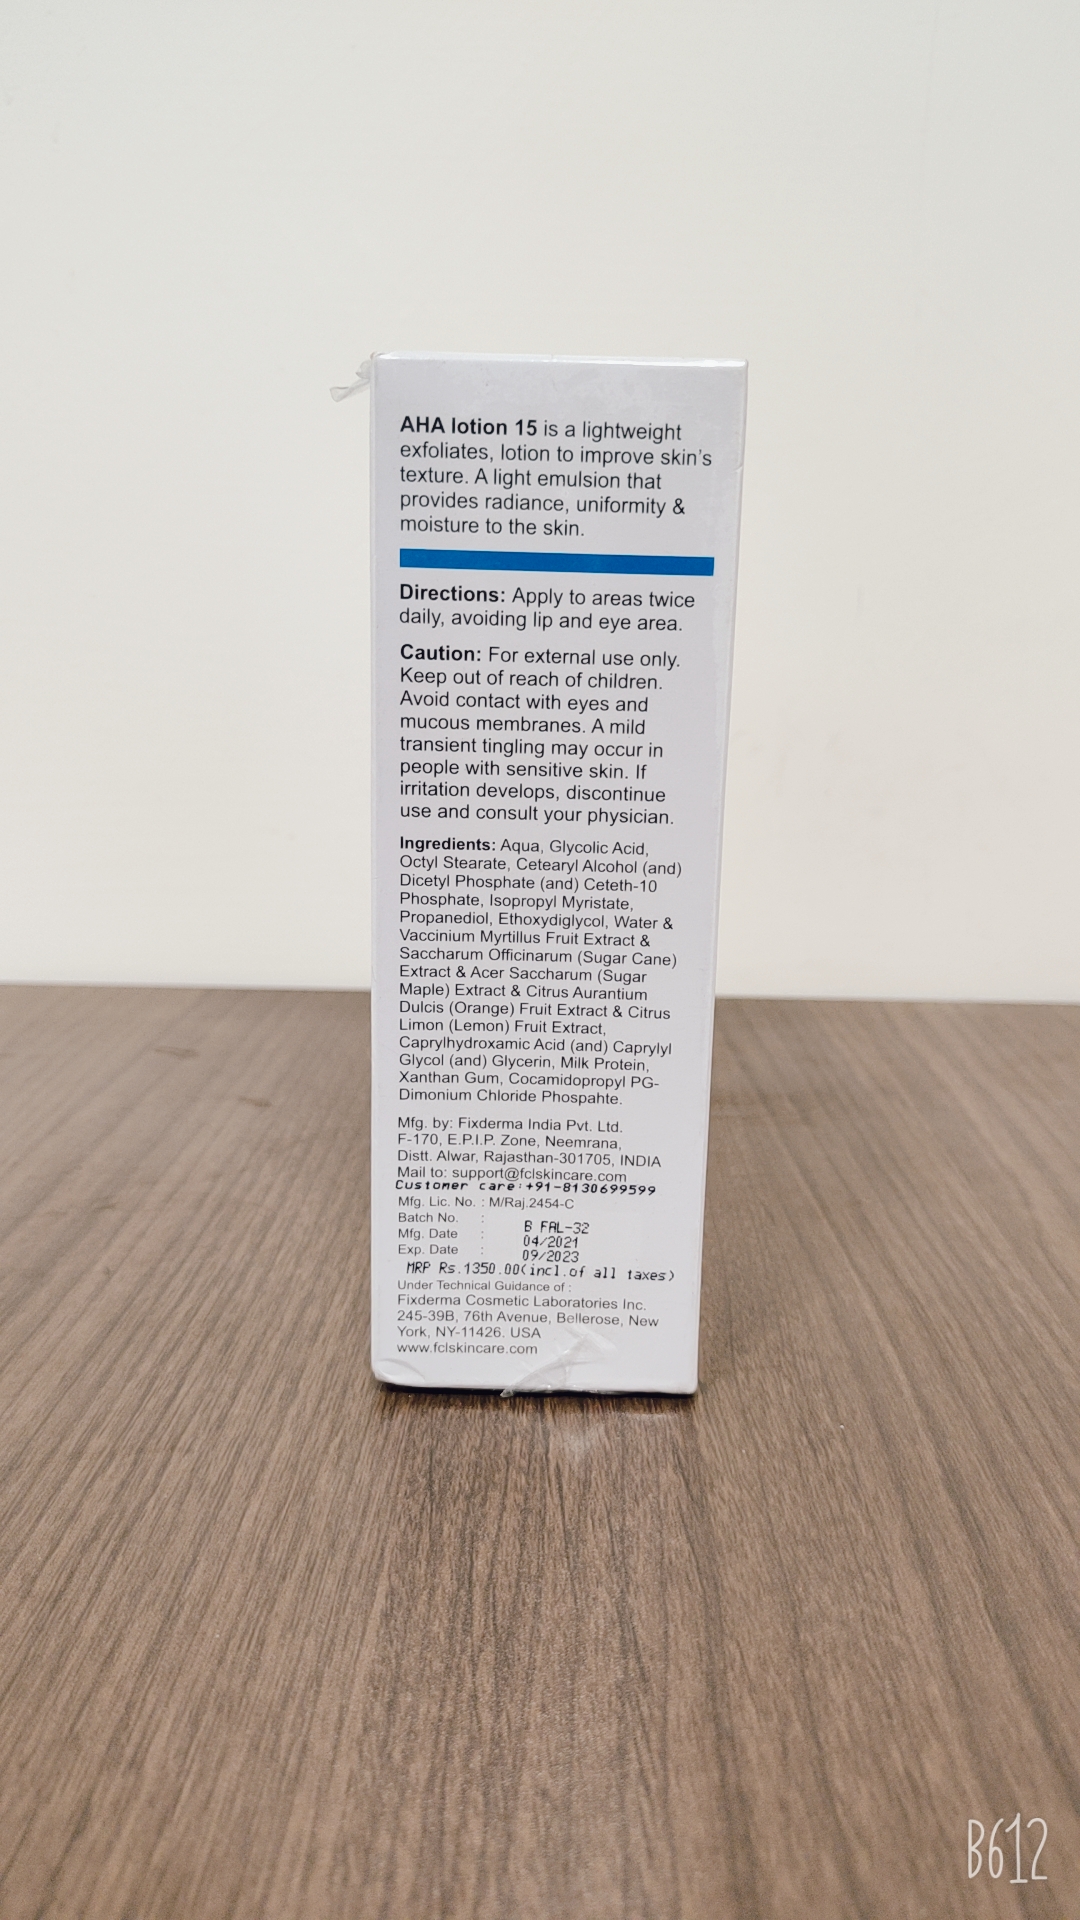 AHA lotion 15 is a lightweight
exfoliates, lotion to improve skin's
texture. A light emulsion that
provides radiance, uniformity &
moisture to the skin.
Directions: Apply to areas twice
daily, avoiding lip and eye area.
Caution: For external use only.
Keep out of reach of children.
Avoid contact with eyes and
mucous membranes. A mild
transient tingling may occur in
people with sensitive skin. If
irritation develops, discontinue
use and consult your physician.
Ingredients: Aqua, Glycolic Acid,
Octyl Stearate, Cetearyl Alcohol (and)
Dicetyl Phosphate (and) Ceteth-10
Phosphate, Isopropyl Myristate,
Propanediol, Ethoxydiglycol, Water &
Vaccinium Myrtillus Fruit Extract &
Saccharum Officinarum (Sugar Cane)
Extract & Acer Saccharum (Sugar
Maple) Extract & Citrus Aurantium
Dulcis (Orange) Fruit Extract & Citrus
Limon (Lemon) Fruit Extract,
Caprylhydroxamic Acid (and) Caprylyl
Glycol (and) Glycerin, Milk Protein,
Xanthan Gum, Cocamidopropyl PG-
Dimonium Chloride Phospahte.
Mfg. by: Fixderma India Pvt. Ltd.
F-170, E.P.I.P. Zone, Neemrana,
Distt. Alwar, Rajasthan-301705, INDIA
Mail to: support@fclskincare.com
Customer care:+91-8130699599
Mfg. Lic. No. : M/Raj.2454-C
Batch No. : B FAL-32
Mfg. Date : 04/2021
Exp. Date : 09/2023
MRP Rs.1350.00(incl.of all taxes)
Under Technical Guidance of :
Fixderma Cosmetic Laboratories Inc.
245-39B, 76th Avenue, Bellerose, New
York, NY-11426. USA
www.fclskincare.com
B612